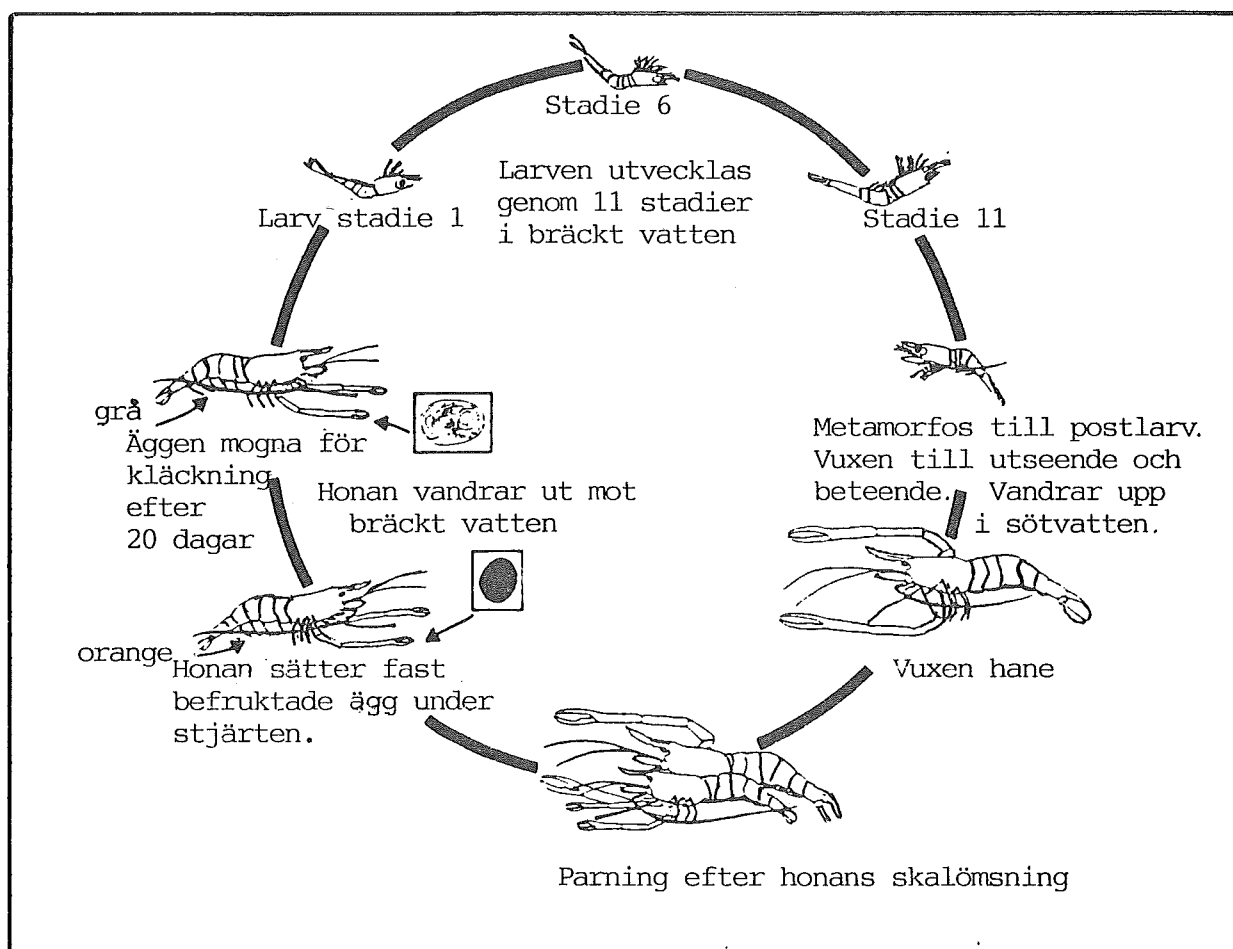 Stadie 6
Larven utvecklas
genom 11 stadier
i bräckt vatten
Larv stadie 1
Stadie 11
grå
Äggen mogna för
kläckning
efter
20 dagar
Honan vandrar ut mot
bräckt vatten
Metamorfos till postlarv.
Vuxen till utseende och
beteende. Vandrar upp
i sötvatten.
orange
Honan sätter fast
befruktade ägg under
stjärten.
Vuxen hane
Parning efter honans skalömsning